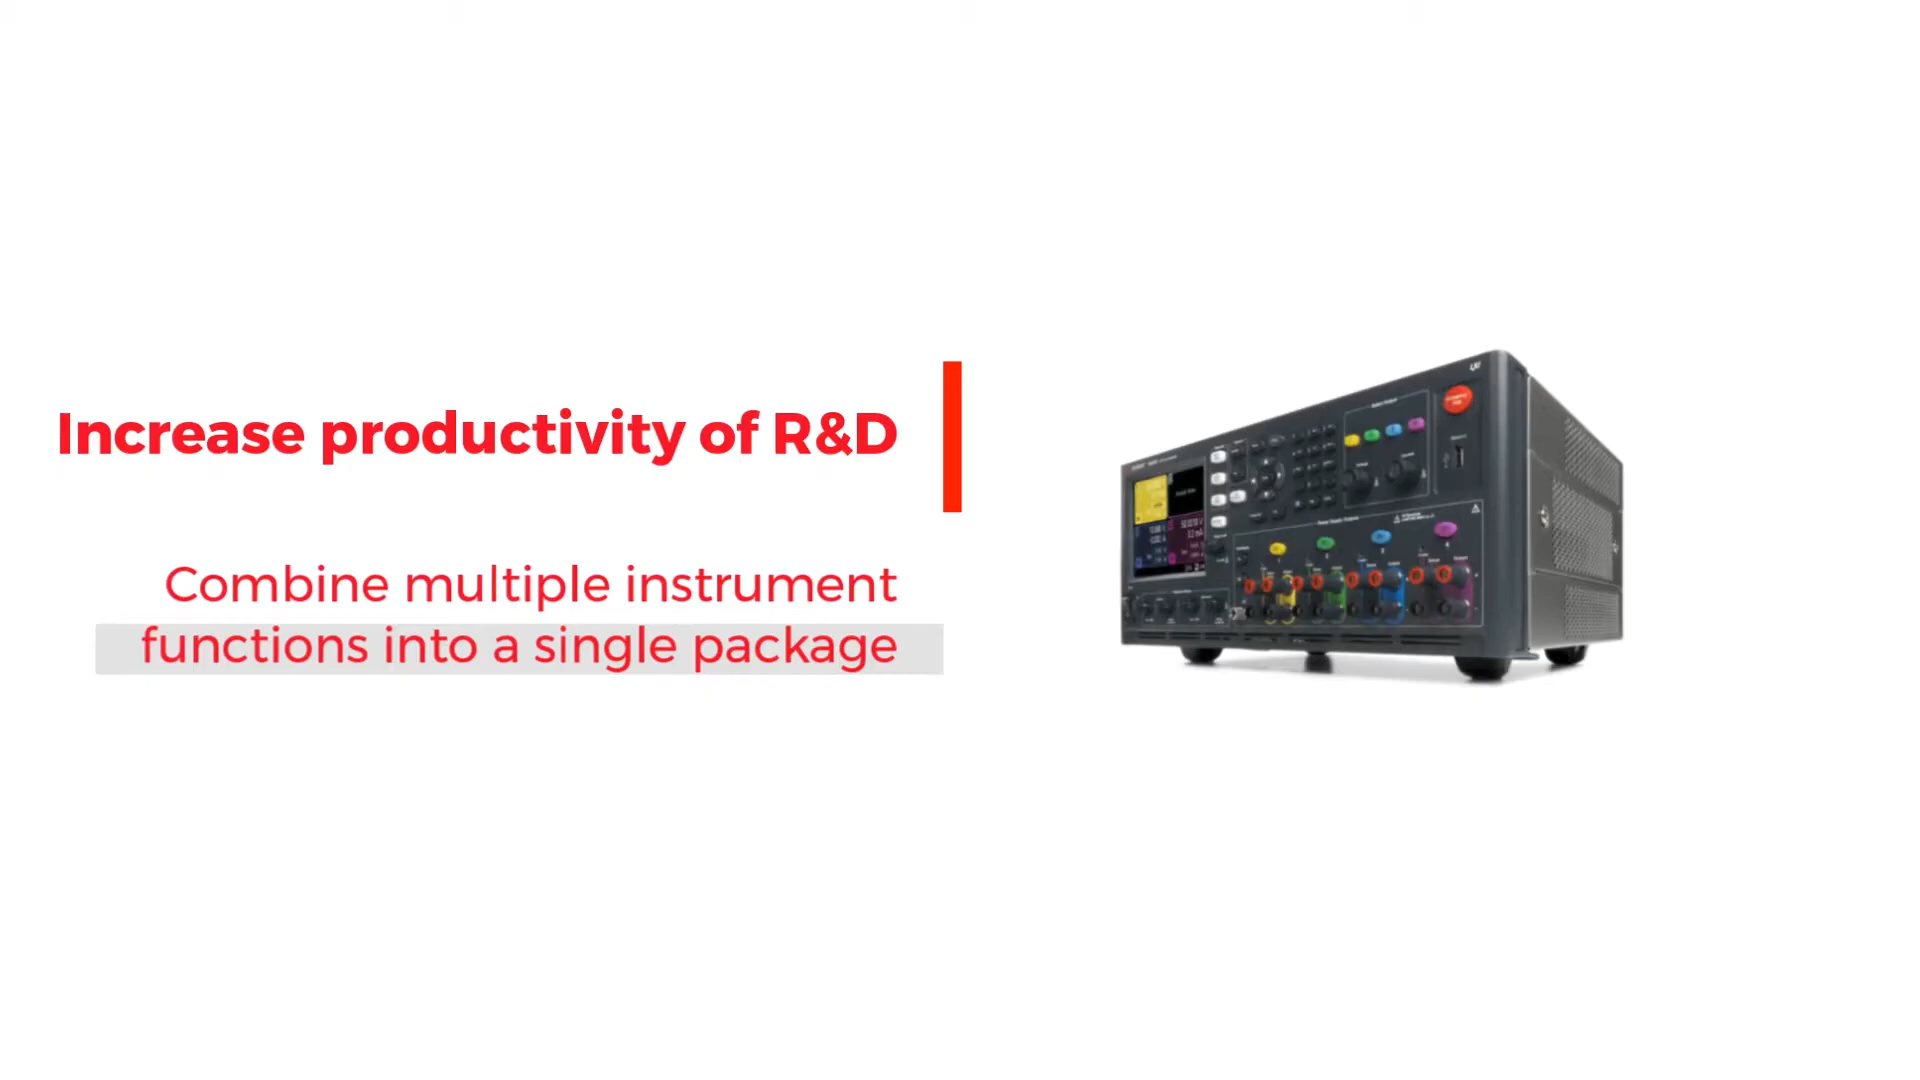 Increase productivity of R&D
Combine multiple instrument
functions into a single package